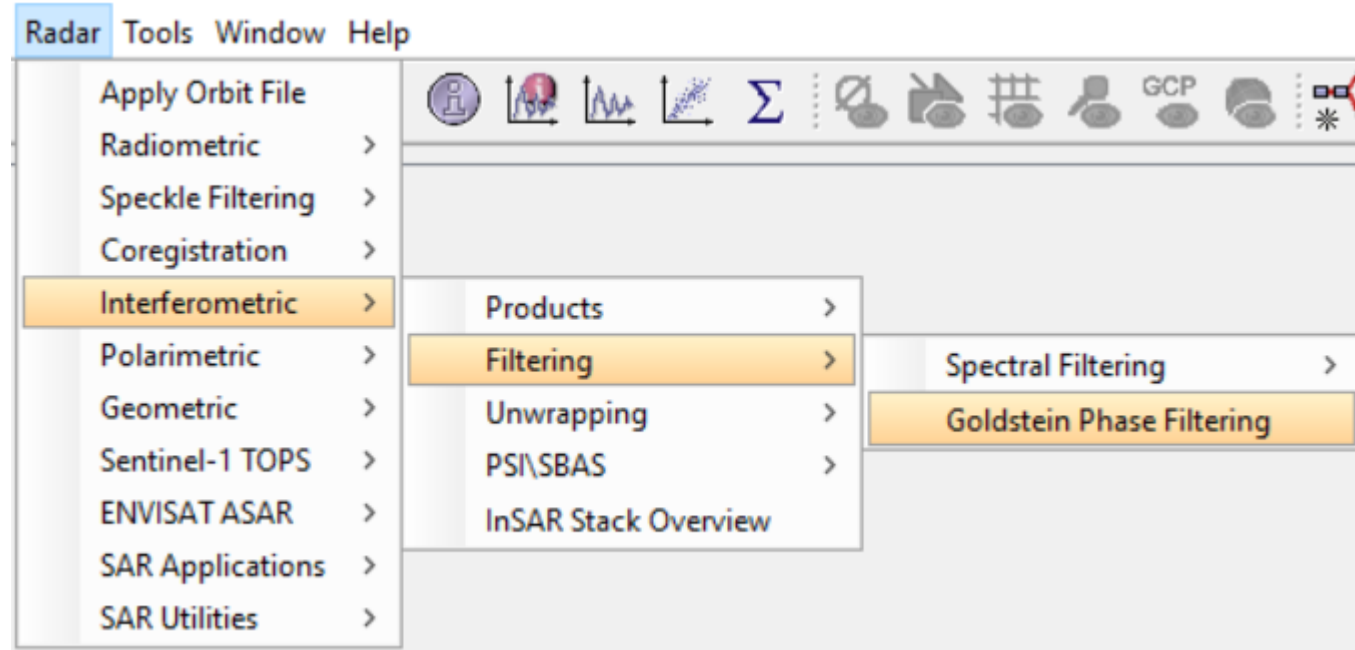 Radar Tools Window Help
Apply Orbit File
Radiometric
Speckle Filtering
Coregistration
Interferometric
Polarimetric
Geometric
Sentinel-1 TOPS
ENVISAT ASAR
SAR Applications
SAR Utilities
GCP
Products
Filtering
Unwrapping
PSI\SBAS
InSAR Stack Overview
Spectral Filtering
Goldstein Phase Filtering